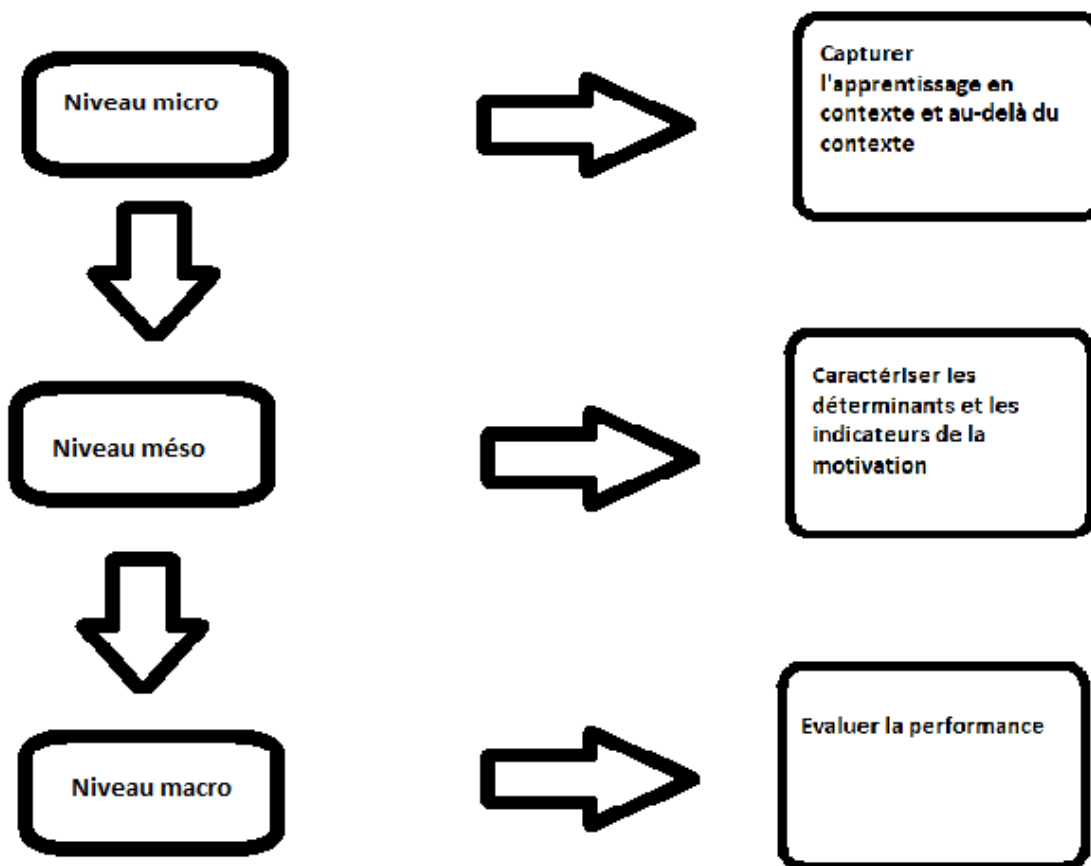 Niveau micro
Capturer
l'apprentissage en
contexte et au-delà du
contexte
Niveau méso
Caractériser les
déterminants et les
indicateurs de la
motivation
Niveau macro
Evaluer la performance